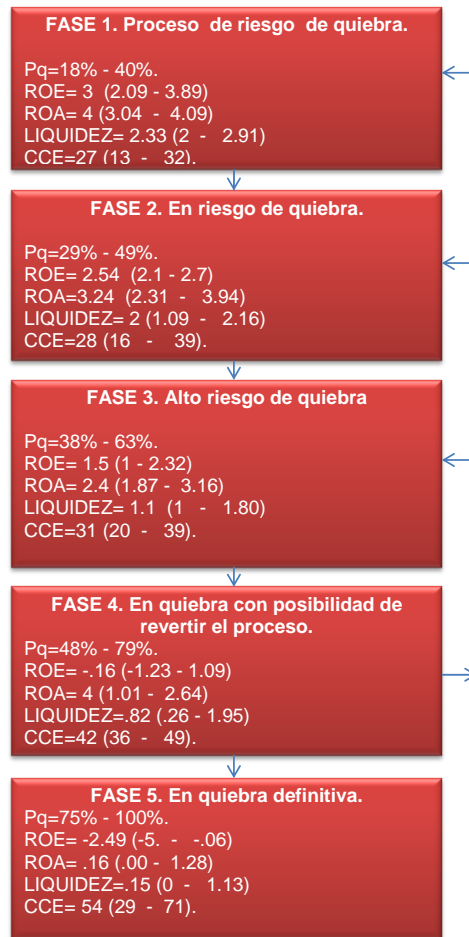 FASE 1. Proceso de riesgo de quiebra.
Pq=18% - 40%.
ROE= 3 (2.09 - 3.89)
ROA= 4 (3.04 - 4.09)
LIQUIDEZ= 2.33 (2 - 2.91)
CCE=27 (13 - 32).
FASE 2. En riesgo de quiebra.
Pq=29% - 49%.
ROE= 2.54 (2.1 - 2.7)
ROA=3.24 (2.31 - 3.94)
LIQUIDEZ= 2 (1.09 - 2.16)
CCE=28 (16 - 39).
FASE 3. Alto riesgo de quiebra
Pq=38% - 63%.
ROE= 1.5 (1 - 2.32)
ROA= 2.4 (1.87 - 3.16)
LIQUIDEZ= 1.1 (1 - 1.80)
CCE=31 (20 - 39).
FASE 4. En quiebra con posibilidad de
revertir el proceso.
Pq=48% - 79%.
ROE= -.16 (-1.23 - 1.09)
ROA= 4 (1.01 - 2.64)
LIQUIDEZ=.82 (.26 - 1.95)
CCE=42 (36 - 49).
FASE 5. En quiebra definitiva.
Pq=75% - 100%.
ROE= -2.49 (-5. - -.06)
ROA= .16 (.00 - 1.28)
LIQUIDEZ=.15 (0 - 1.13)
CCE= 54 (29 - 71).